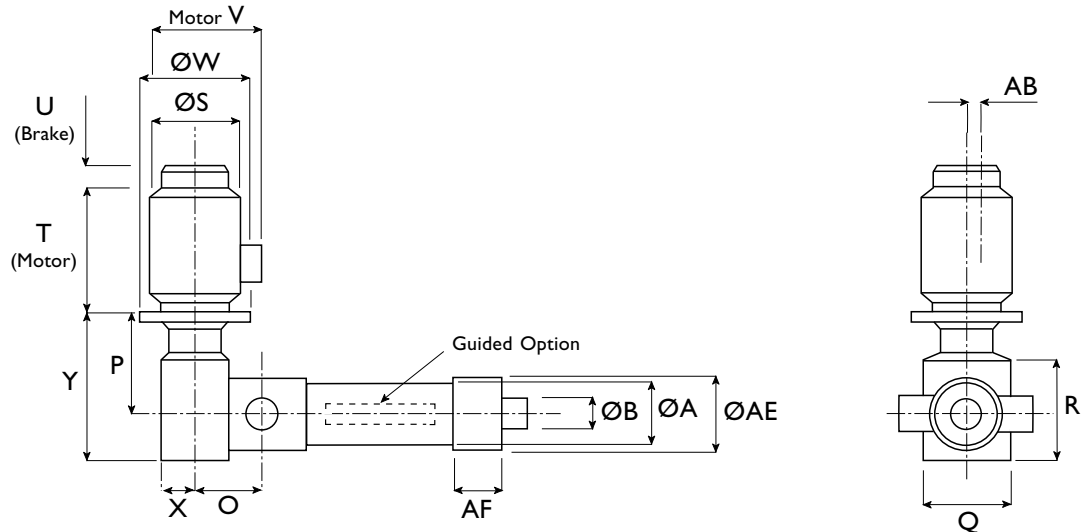 Motor V
ØW
AB
U
(Brake)
ØS
T
(Motor)
Guided Option
P
Y
ØB
ØA
ØAE
R
X
O
AF
Q